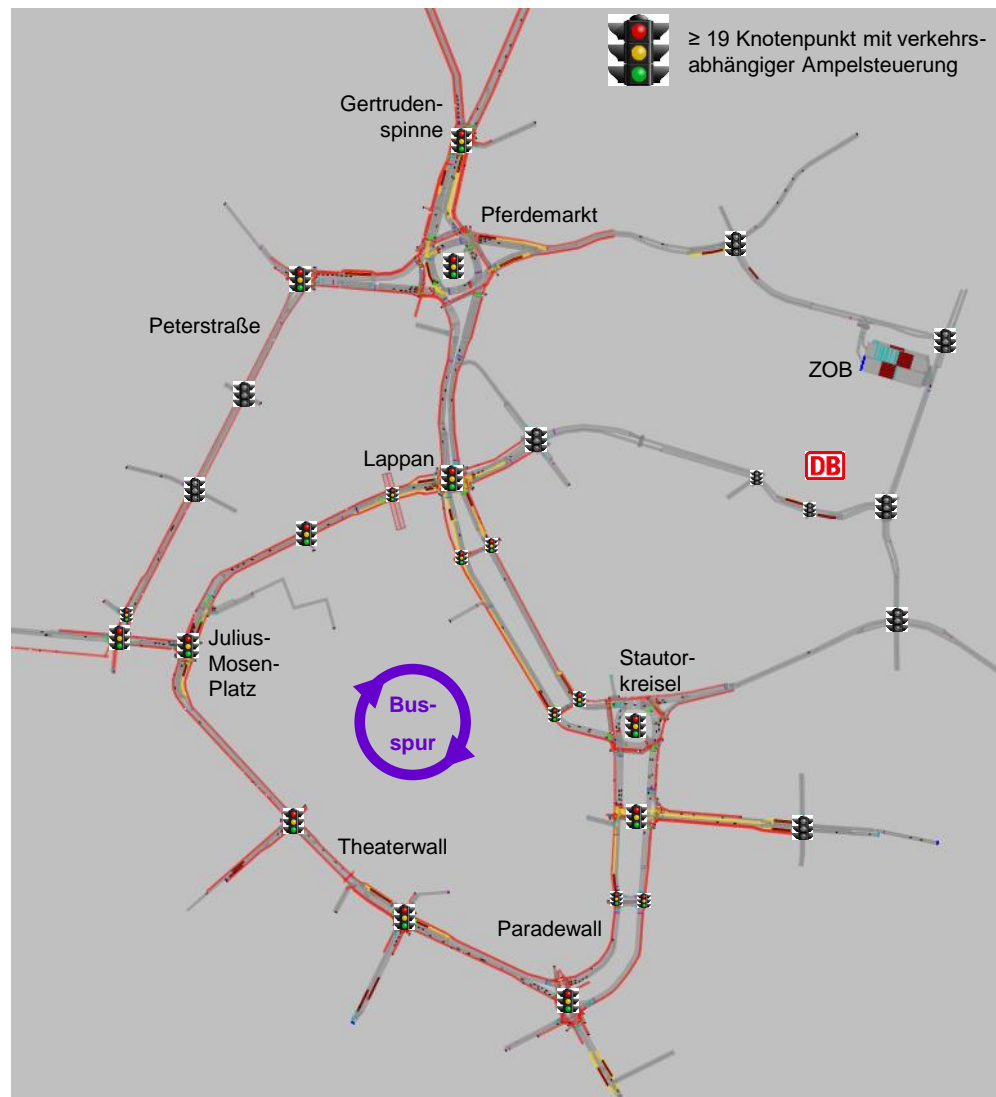 ≥ 19 Knotenpunkt mit verkehrs-
abhängiger Ampelsteuerung
Gertruden-
spinne
Pferdemarkt
Peterstraße
ZOB
Lappan
DB
Julius-
Mosen-
Platz
Stautor-
kreisel
Bus-
spur
Theaterwall
Paradewall